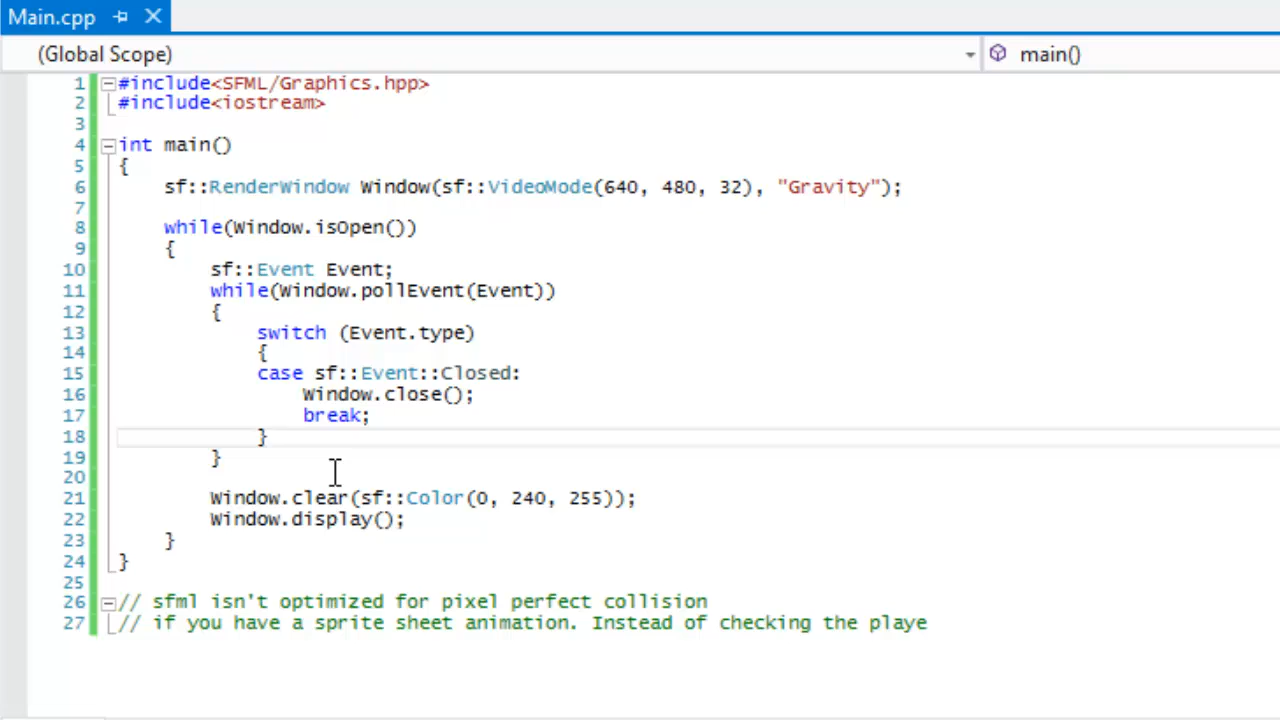 Main.cpp
(Global Scope) main()
1 #include<SFML/Graphics.hpp>
2 #include<iostream>
3
4 int main()
5 {
6 sf::RenderWindow Window(sf::VideoMode(640, 480, 32), "Gravity");
7
8 while(Window.isOpen())
9 {
10 sf::Event Event;
11 while(Window.pollEvent(Event))
12 {
13 switch (Event.type)
14 {
15 case sf::Event::Closed:
16 Window.close();
17 break;
18 }
19 }
20
21 Window.clear(sf::Color(0, 240, 255));
22 Window.display();
23 }
24 }
25
26 // sfml isn't optimized for pixel perfect collision
27 // if you have a sprite sheet animation. Instead of checking the playe